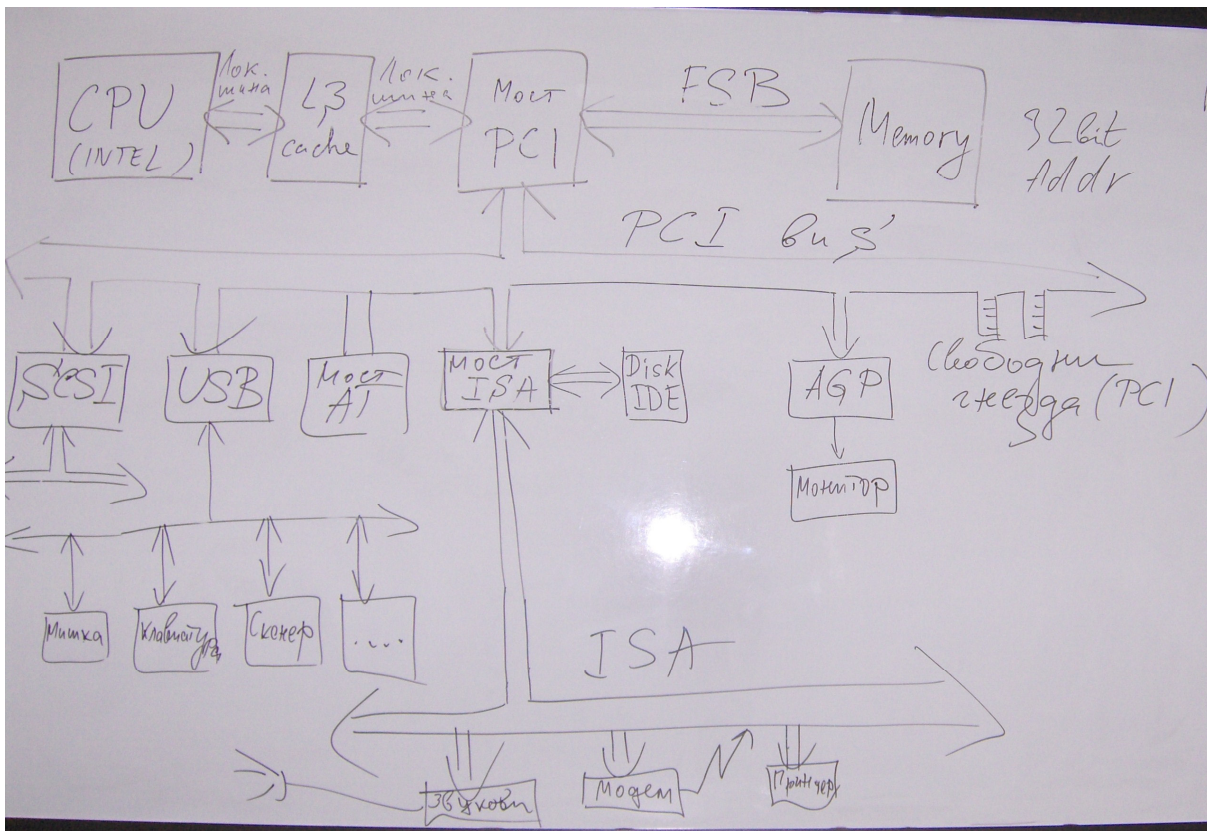 CPU
(INTEL)
Лок.
шина
L3
cache
Лок.
шина
Мост
PCI
FSB
Memory
32bit
Addr
PCI bus
SCSI
USB
Мост
AT
Мост
ISA
Disk
IDE
AGP
Свободни
гнезда (PCI)
Монитор
Мишка
Клавиатура
Скенер
....
ISA
Звукови
Модем
Принтер